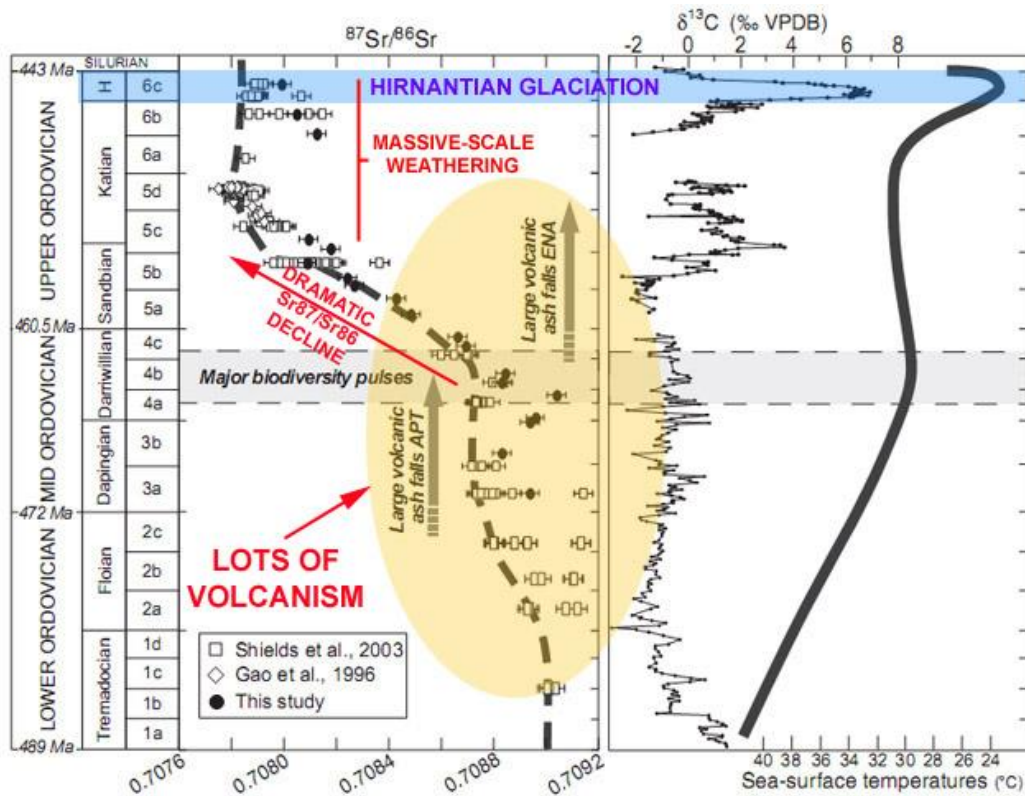 87Sr/86Sr
δ13C (‰ VPDB)
-2 0 2 4 6 8
443 Ma
SILURIAN
H
6c
HIRNANTIAN GLACIATION
6b
MASSIVE-SCALE
WEATHERING
Katian
6a
5d
5c
UPPER ORDOVICIAN
Sandbian
5b
5a
DRAMATIC
Sr87/Sr86
DECLINE
Large volcanic
ash falls ENA
460.5 Ma
4c
Darriwillian
4b
Major biodiversity pulses
4a
MID ORDOVICIAN
Dapingian
3b
3a
Large volcanic
ash falls APT
472 Ma
LOTS OF
VOLCANISM
LOWER ORDOVICIAN
Floian
2c
2b
2a
Tremadocian
1d
1c
1b
1a
Shields et al., 2003
Gao et al., 1996
This study
489 Ma
0.7076 0.7080 0.7084 0.7088 0.7092
40 38 36 34 32 30 28 26 24
Sea-surface temperatures (°C)